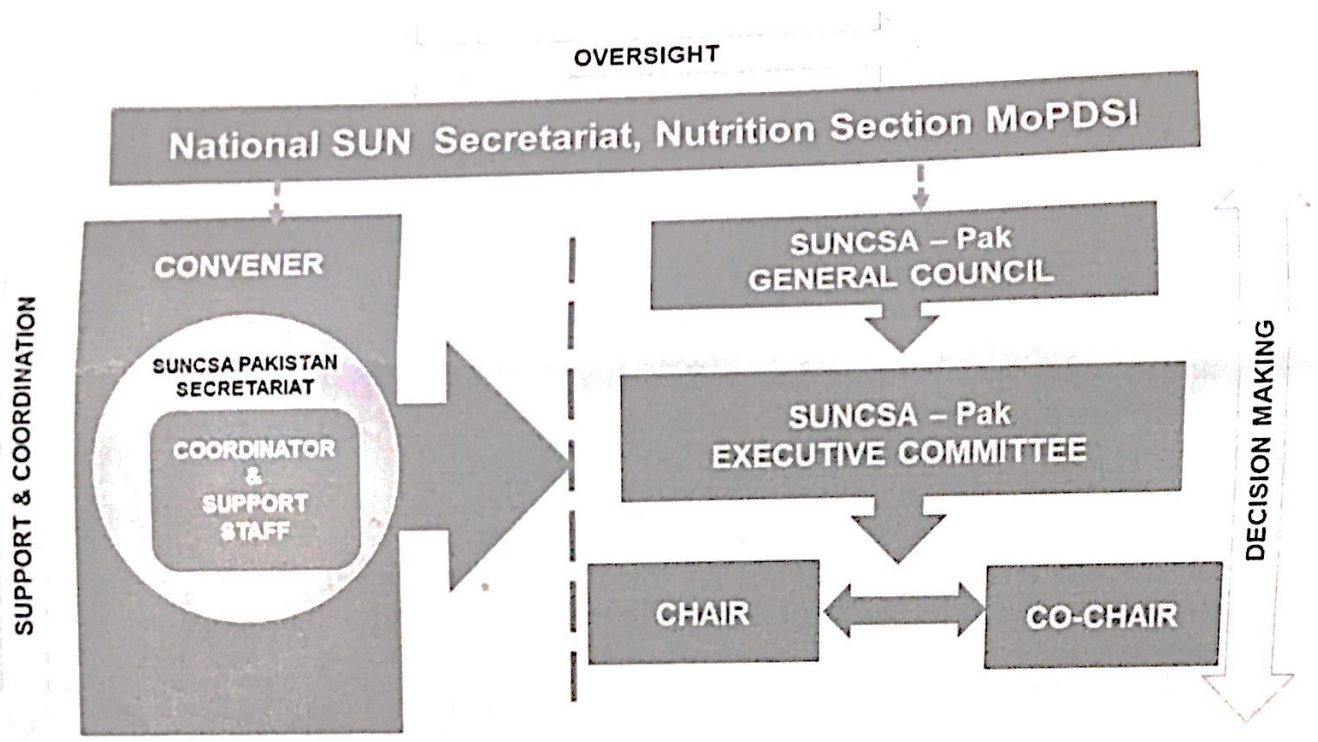 OVERSIGHT
National SUN Secretariat, Nutrition Section MoPDSI
CONVENER
SUNCSA PAKISTAN
SECRETARIAT
COORDINATOR
&
SUPPORT
STAFF
SUPPORT & COORDINATION
SUNCSA – Pak
GENERAL COUNCIL
SUNCSA – Pak
EXECUTIVE COMMITTEE
CHAIR
CO-CHAIR
DECISION MAKING